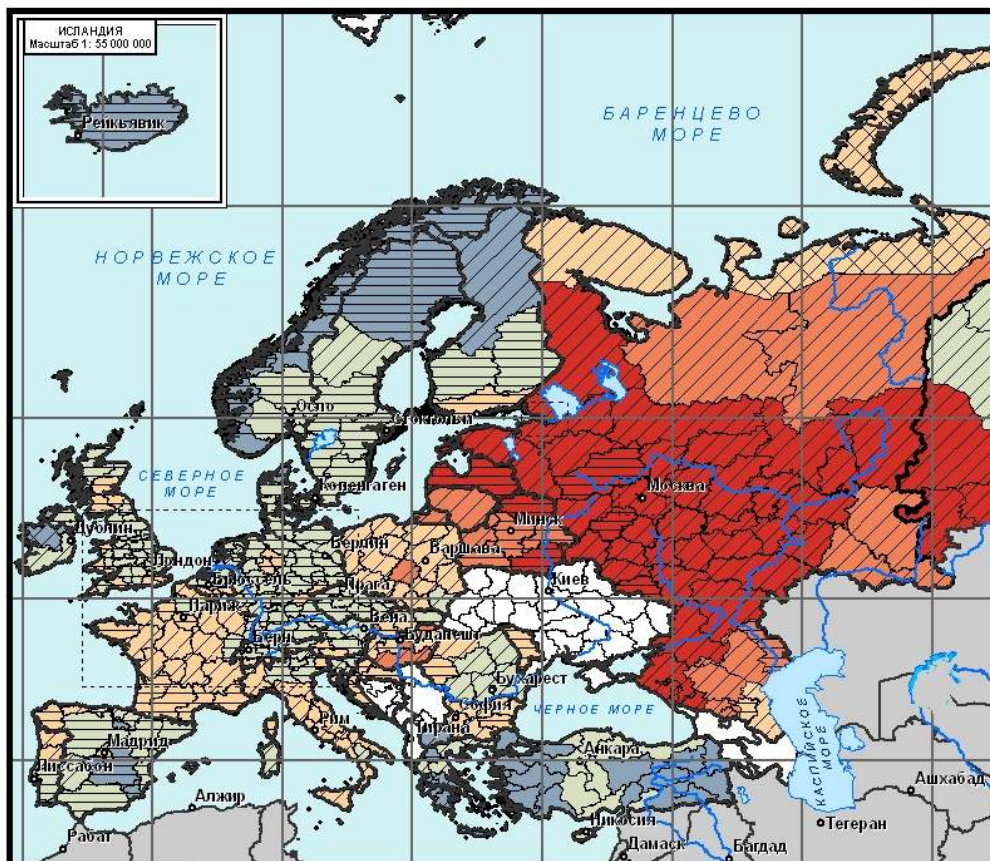 ИСЛАНДИЯ
Масштаб 1: 55 000 000
Рейкьявик
БАРЕНЦЕВО
МОРЕ
НОРВЕЖСКОЕ
МОРЕ
Осло
Стокгольм
СЕВЕРНОЕ
МОРЕ
Копенгаген
Москва
Дублин
Минск
Лондон
Берлин
Варшава
Брюссель
Прага
Киев
Париж
Вена
Берн
Будапешт
Бухарест
София
ЧЕРНОЕ МОРЕ
Рим
Тирана
Мадрид
Анкара
Лиссабон
КАСПИЙСКОЕ
МОРЕ
Ашхабад
Алжир
Никосия
Тегеран
Рабат
Дамаск
Багдад